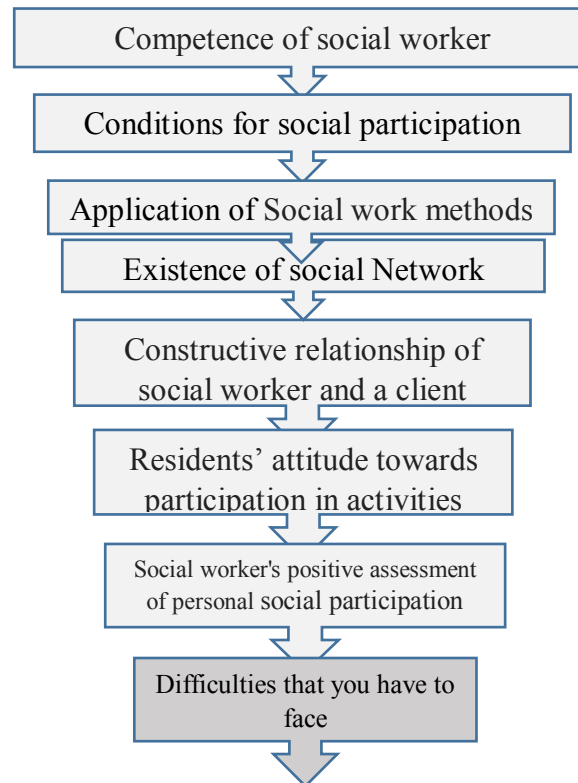 Competence of social worker
Conditions for social participation
Application of Social work methods
Existence of social Network
Constructive relationship of
social worker and a client
Residents’ attitude towards
participation in activities
Social worker's positive assessment
of personal social participation
Difficulties that you have to
face